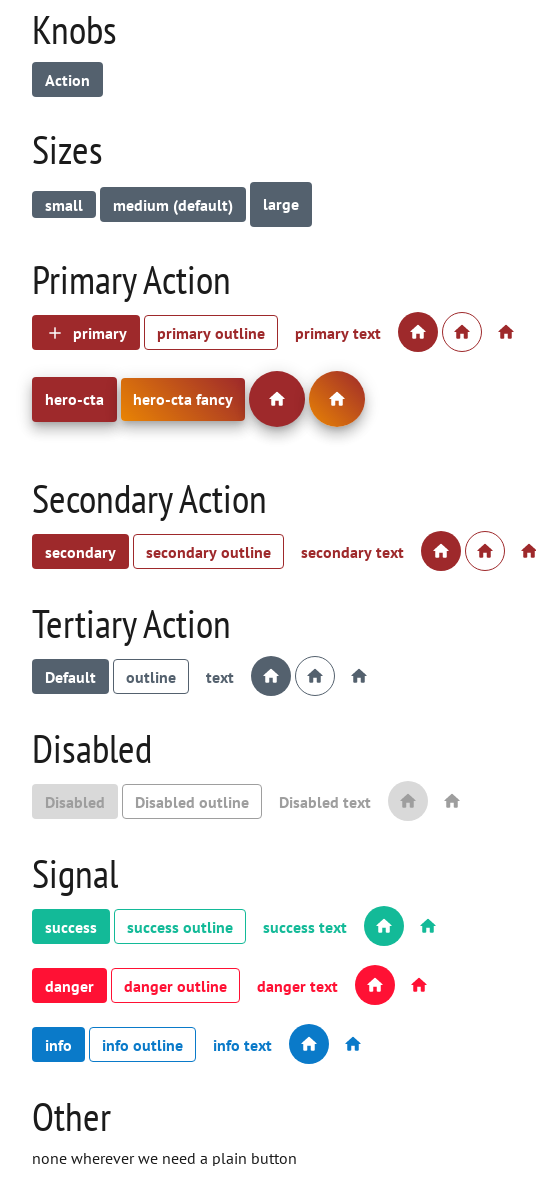 Knobs
Action
Sizes
small medium (default) large
Primary Action
primary primary outline primary text
hero-cta hero-cta fancy
Secondary Action
secondary secondary outline secondary text
Tertiary Action
Default outline text
Disabled
Disabled Disabled outline Disabled text
Signal
success success outline success text
danger danger outline danger text
info info outline info text
Other
none wherever we need a plain button